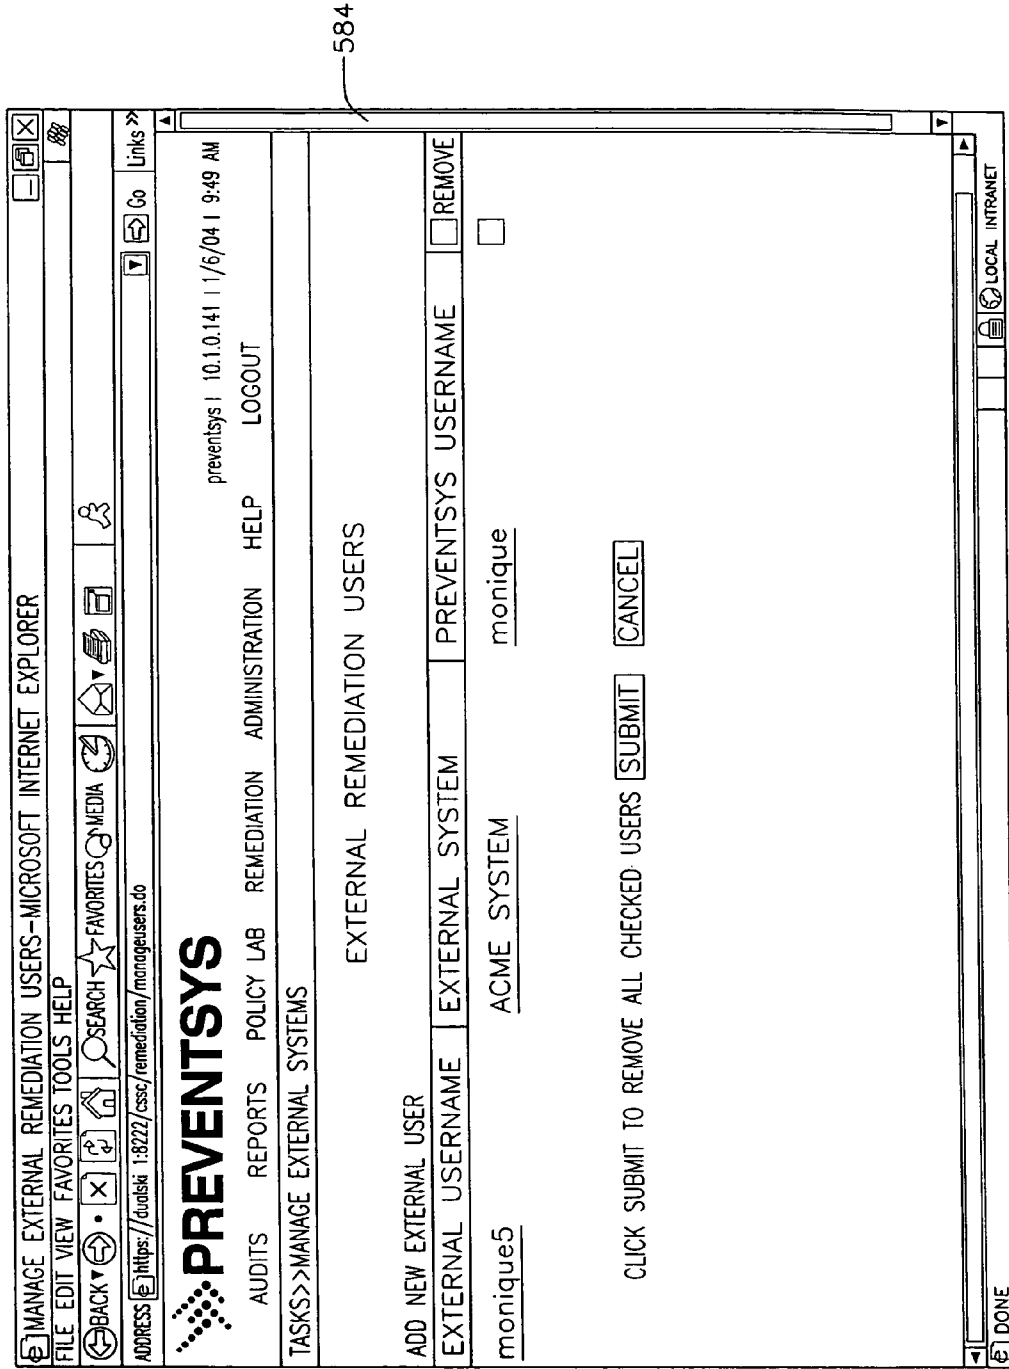 MANAGE EXTERNAL REMEDIATION USERS–MICROSOFT INTERNET EXPLORER
FILE EDIT VIEW FAVORITES TOOLS HELP
BACK SEARCH FAVORITES MEDIA
ADDRESS https://dualski 1:8222/cssc/remediation/manageusers.do Go Links »
PREVENTSYS
preventsys | 10.1.0.141 | 1/6/04 | 9:49 AM
AUDITS REPORTS POLICY LAB REMEDIATION ADMINISTRATION HELP LOGOUT
TASKS>>MANAGE EXTERNAL SYSTEMS
EXTERNAL REMEDIATION USERS
ADD NEW EXTERNAL USER
EXTERNAL USERNAME EXTERNAL SYSTEM PREVENTSYS USERNAME REMOVE
monique5 ACME SYSTEM monique
CLICK SUBMIT TO REMOVE ALL CHECKED USERS SUBMIT CANCEL
DONE LOCAL INTRANET
584